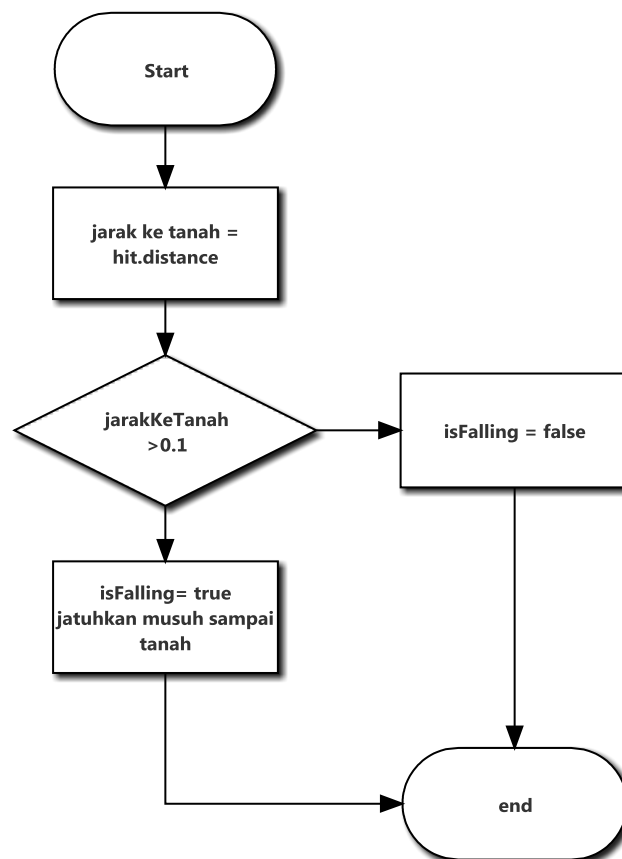 Start
jarak ke tanah =
hit.distance
jarakKeTanah
>0.1
isFalling = false
isFalling= true
jatuhkan musuh sampai
tanah
end